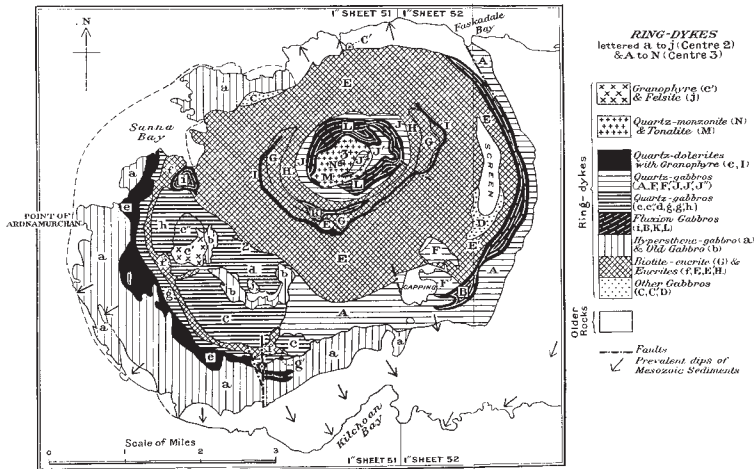 1" SHEET 51 1" SHEET 52
Faskadale
Bay
N
C'
Sanna
Bay
POINT OF
ARDNAMURCHAN
SCREEN
CAPPING
Kilchoan
Bay
Scale of Miles
0 1 2 3
1" SHEET 51 1" SHEET 52
RING-DYKES
lettered a to j (Centre 2)
& A to N (Centre 3)
Ring-dykes
Granophyre (c')
& Felsite (j)
Quartz-monzonite (N)
& Tonalite (M)
Quartz-dolerites
with Granophyre (e, I)
Quartz-gabbros
(A, F, F', J, J', J")
Quartz-gabbros
(c, c', d, g, g', h)
Fluxion Gabbros
(i, B, K, L)
Hypersthene-gabbro (a)
& Old Gabbro (b)
Biotite-eucrite (G) &
Eucrites (f, E, E', H)
Other Gabbros
(C, C', D)
Older
Rocks
Faults
Prevalent dips of
Mesozoic Sediments